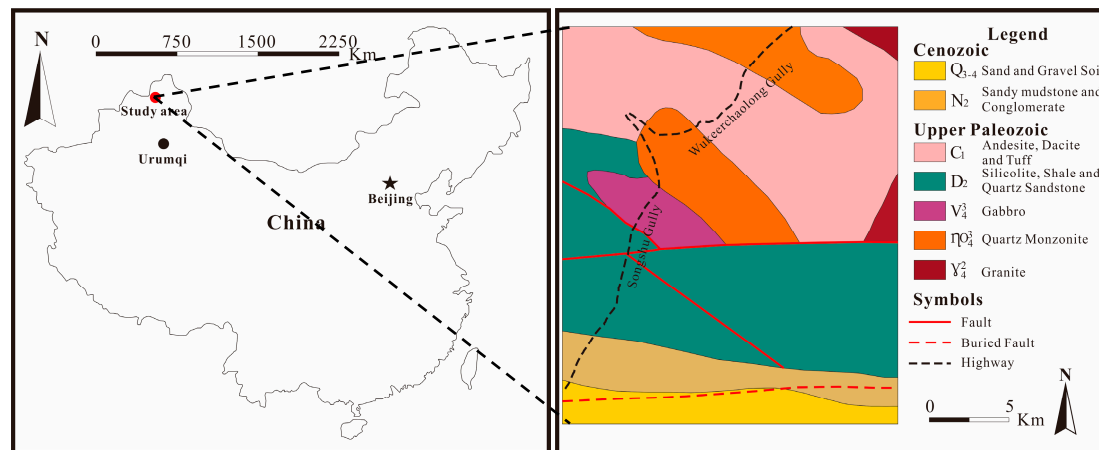 N
0 750 1500 2250
Km
Study area
Urumqi
Beijing
China
Wukeerchaolong Gully
Songshu Gully
Legend
Cenozoic
Q3-4 Sand and Gravel Soi
N2 Sandy mudstone and
Conglomerate
Upper Paleozoic
C1 Andesite, Dacite
and Tuff
D2 Silicolite, Shale and
Quartz Sandstone
V₄³ Gabbro
ηo₄³ Quartz Monzonite
γ₄² Granite
Symbols
Fault
Buried Fault
Highway
N
0 5
Km